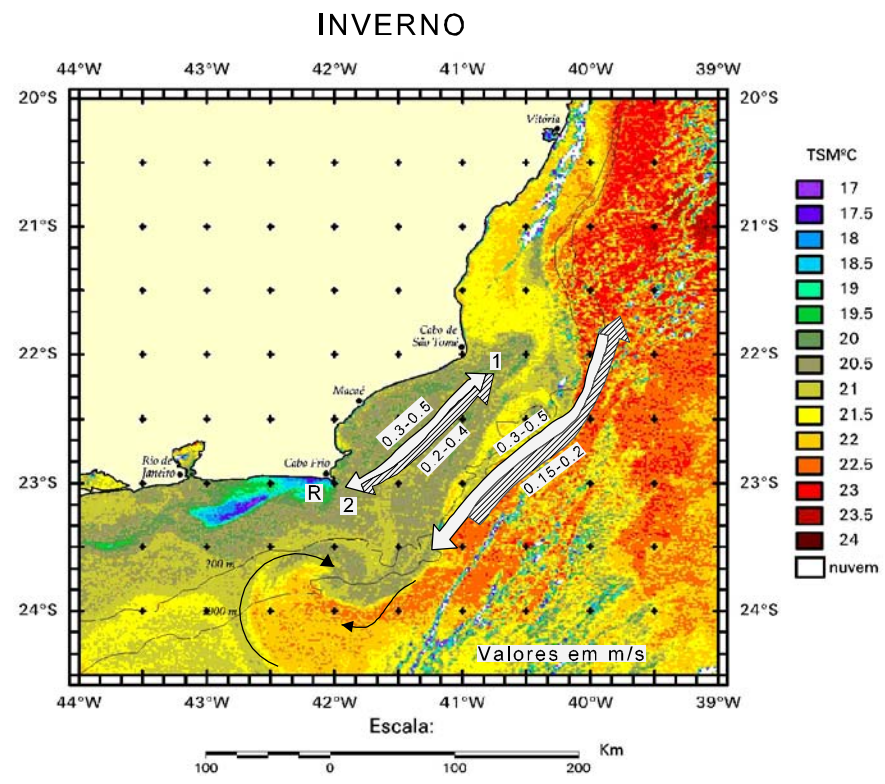 INVERNO
44°W 43°W 42°W 41°W 40°W 39°W
20°S 20°S
Vitória
TSMºC
17
17.5
21°S 21°S
18
18.5
19
19.5
20
Cabo de
São Tomé
22°S 22°S
20.5
1
21
Macaé
21.5
0.3-0.5
0.2-0.4
0.3-0.5
0.15-0.2
22
22.5
Rio de
Janeiro
Cabo Frio
23°S 23°S
R
2
23
23.5
24
200 m
nuvem
24°S 24°S
Valores em m/s
44°W 43°W 42°W 41°W 40°W 39°W
Escala:
Km
100 0 100 200